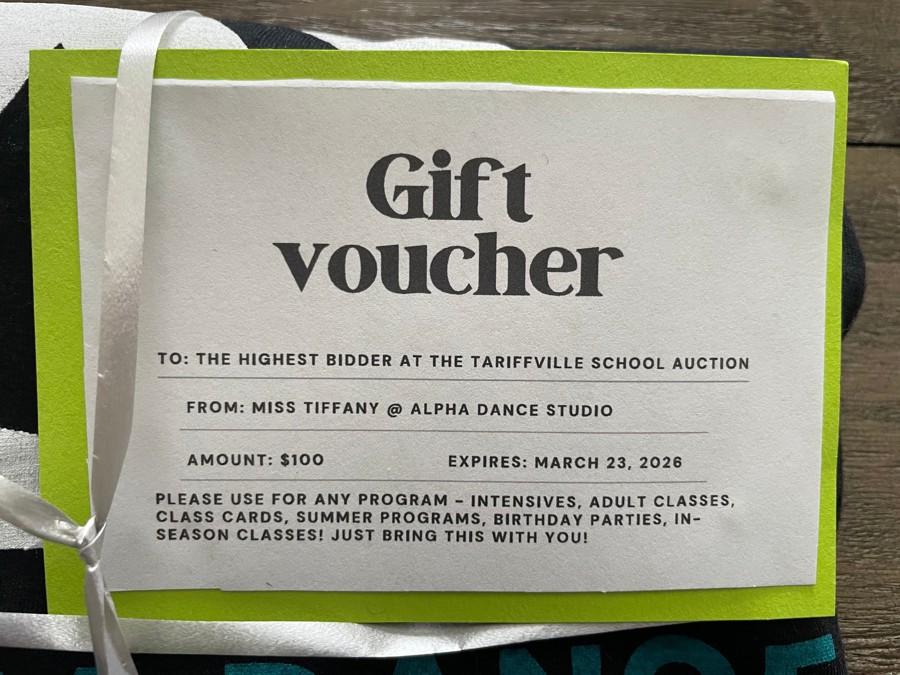 Gift
voucher
TO: THE HIGHEST BIDDER AT THE TARIFFVILLE SCHOOL AUCTION
FROM: MISS TIFFANY @ ALPHA DANCE STUDIO
AMOUNT: $100 EXPIRES: MARCH 23, 2026
PLEASE USE FOR ANY PROGRAM – INTENSIVES, ADULT CLASSES,
CLASS CARDS, SUMMER PROGRAMS, BIRTHDAY PARTIES, IN-
SEASON CLASSES! JUST BRING THIS WITH YOU!